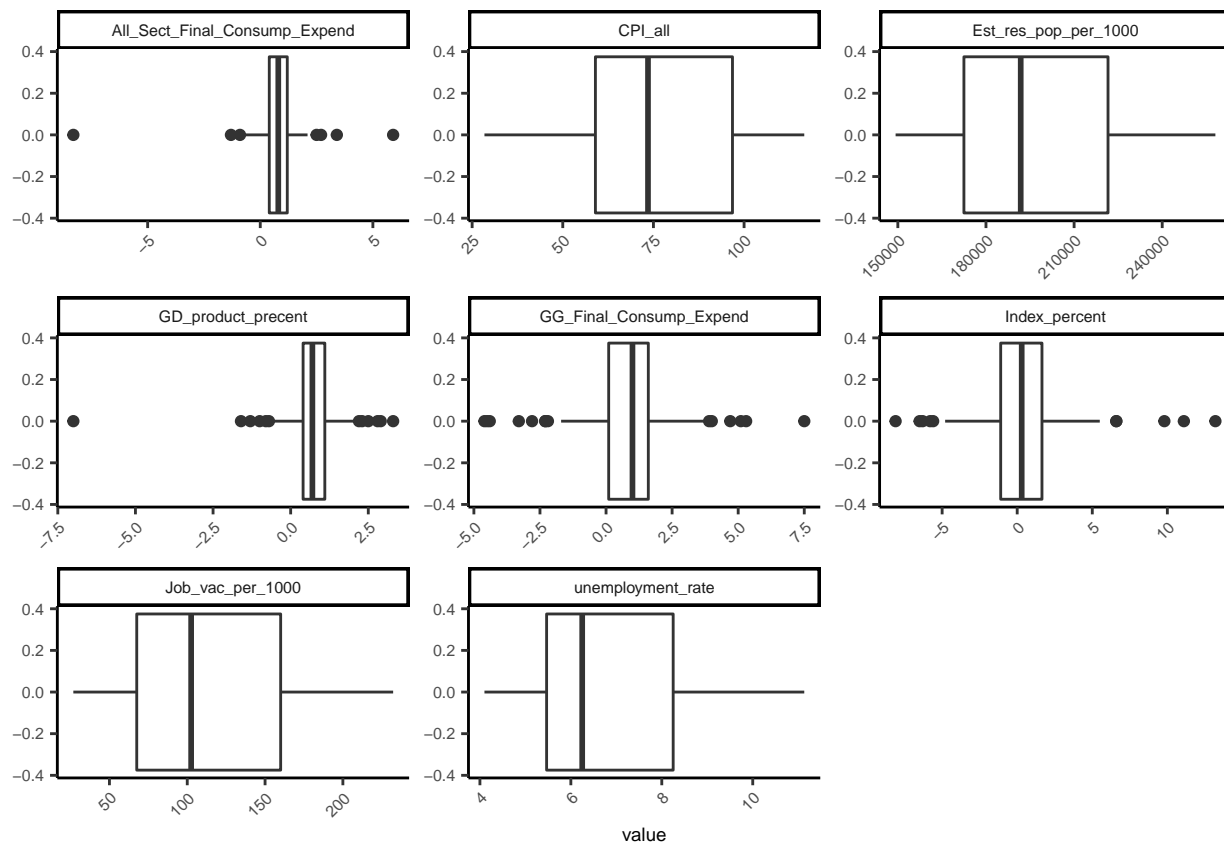 All_Sect_Final_Consump_Expend CPI_all Est_res_pop_per_1000
0.4 0.4 0.4
0.2 0.2 0.2
0.0 0.0 0.0
−0.2 −0.2 −0.2
−0.4 −0.4 −0.4
−5 0 5 25 50 75 100 150000 180000 210000 240000
GD_product_precent GG_Final_Consump_Expend Index_percent
0.4 0.4 0.4
0.2 0.2 0.2
0.0 0.0 0.0
−0.2 −0.2 −0.2
−0.4 −0.4 −0.4
−7.5 −5.0 −2.5 0.0 2.5 −5.0 −2.5 0.0 2.5 5.0 7.5 −5 0 5 10
Job_vac_per_1000 unemployment_rate
0.4 0.4
0.2 0.2
0.0 0.0
−0.2 −0.2
−0.4 −0.4
50 100 150 200 4 6 8 10
value